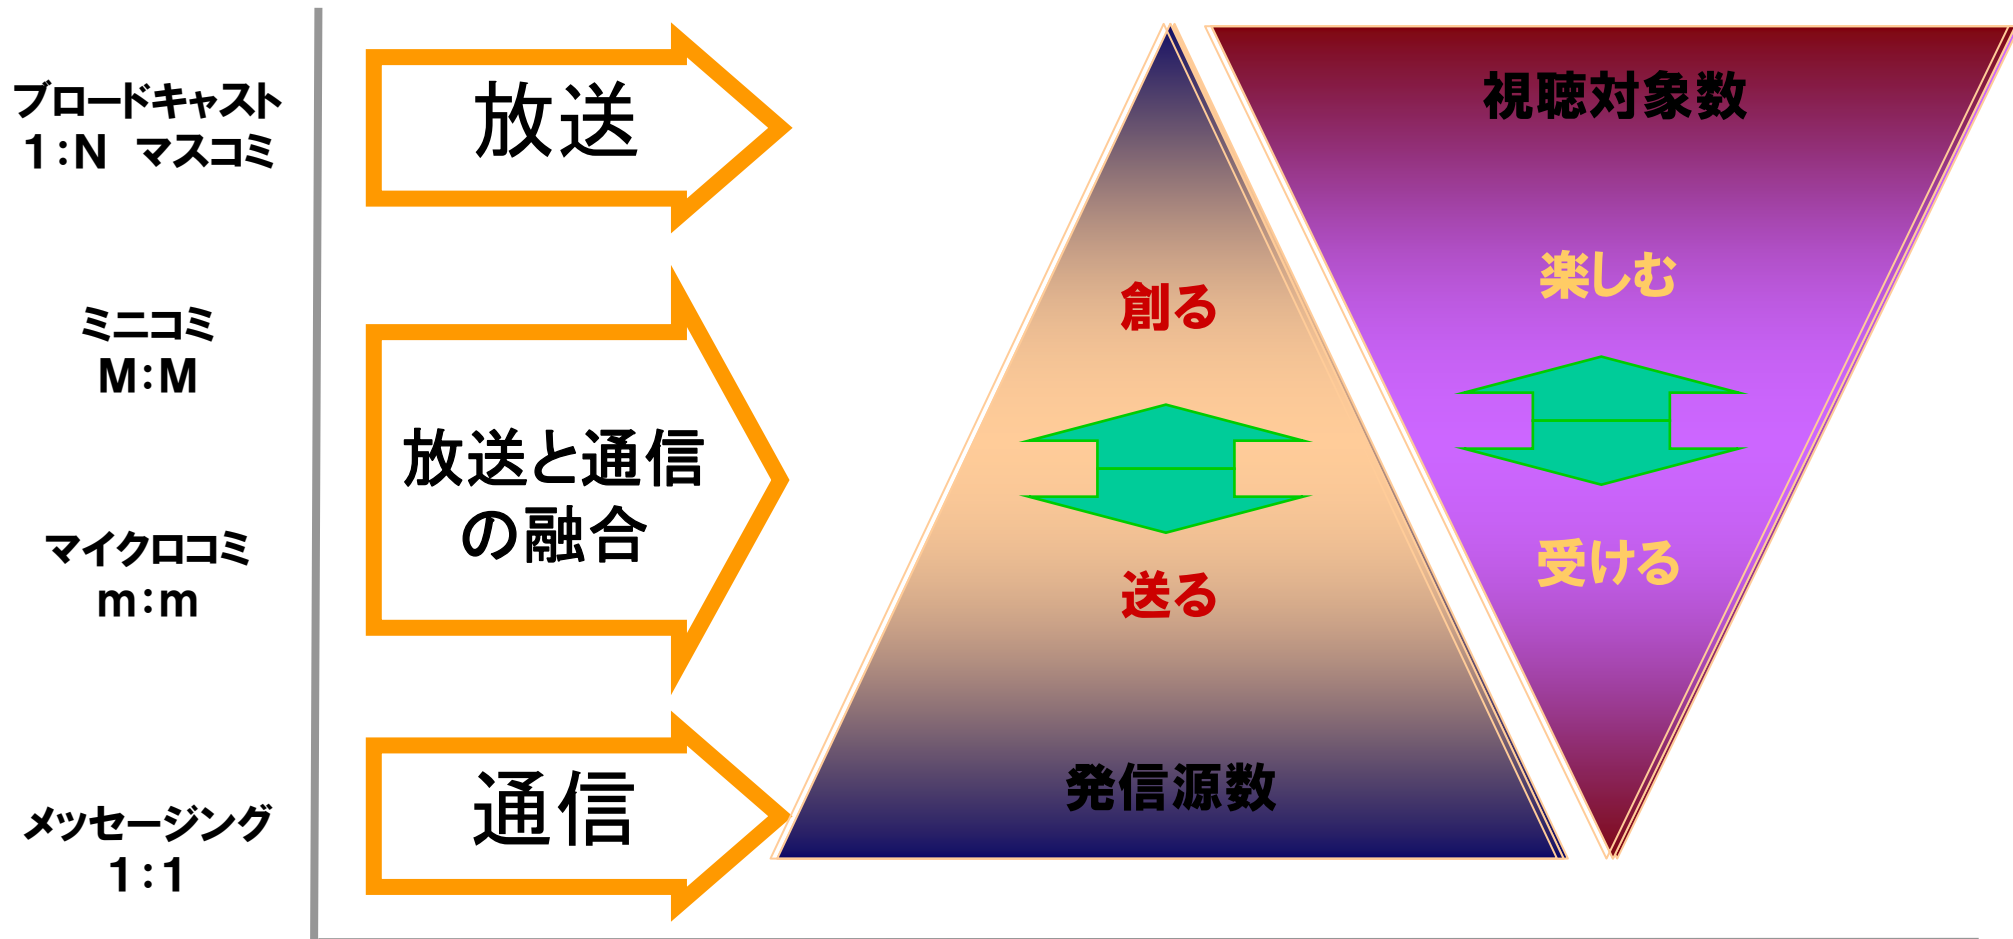 ブロードキャスト
1:N マスコミ
ミニコミ
M:M
マイクロコミ
m:m
メッセージング
1:1
放送
放送と通信
の融合
通信
創る
送る
発信源数
視聴対象数
楽しむ
受ける